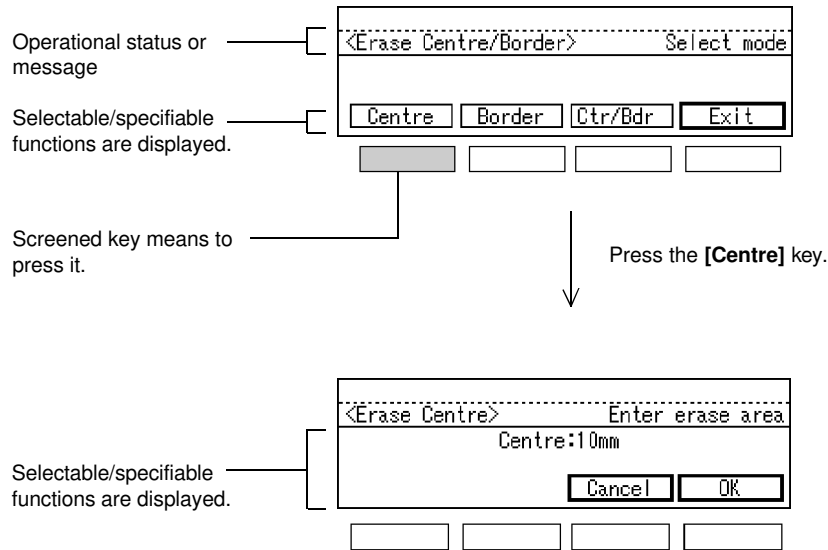 Operational status or
message
<Erase Centre/Border> Select mode
Selectable/specifiable
functions are displayed.
Centre Border Ctr/Bdr Exit
Screened key means to
press it.
Press the [Centre] key.
<Erase Centre> Enter erase area
Centre:10mm
Selectable/specifiable
functions are displayed.
Cancel OK